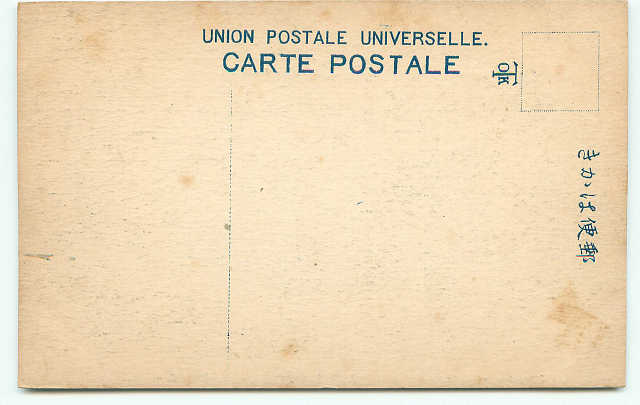 UNION POSTALE UNIVERSELLE.
CARTE POSTALE
郵便はかき